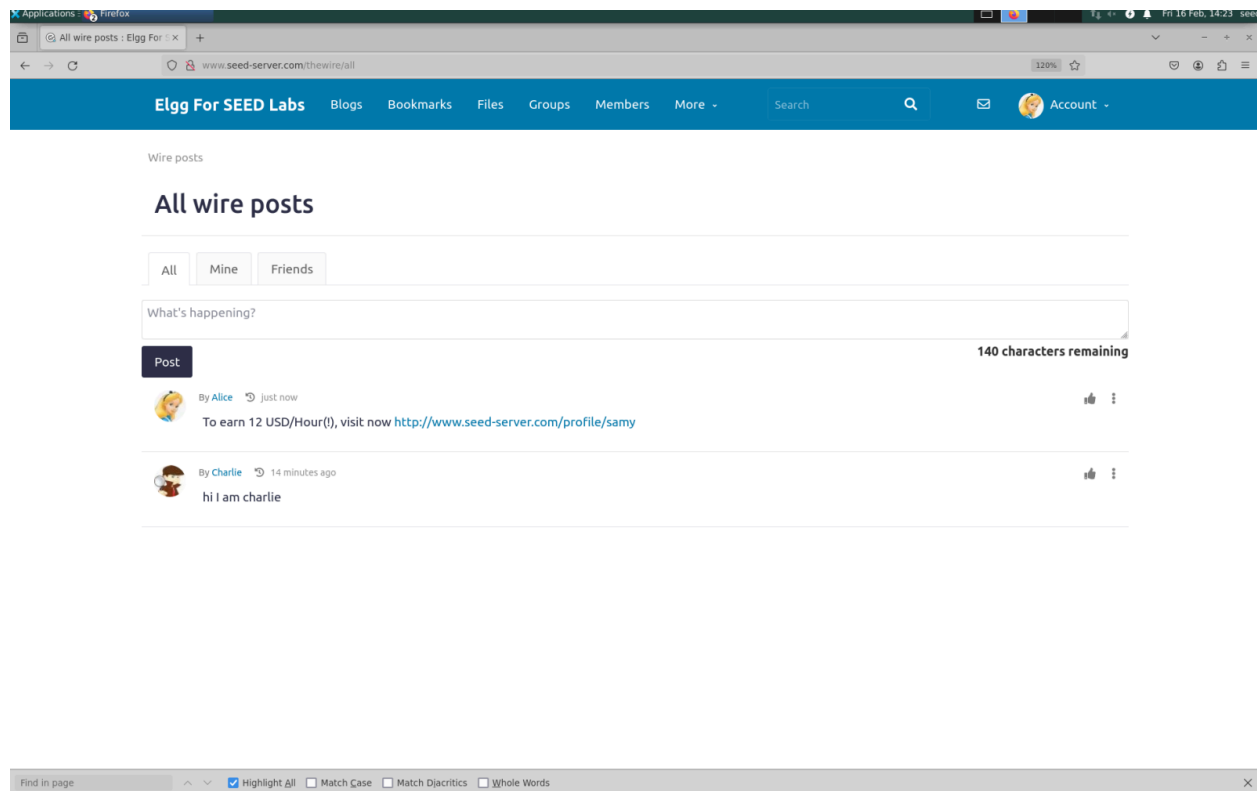 Applications : Firefox
Fri 16 Feb, 14:23 seed
All wire posts : Elgg For S
www.seed-server.com/thewire/all
120%
Elgg For SEED Labs Blogs Bookmarks Files Groups Members More Search Account
Wire posts
All wire posts
All Mine Friends
What's happening?
Post 140 characters remaining
By Alice just now
To earn 12 USD/Hour(!), visit now http://www.seed-server.com/profile/samy
By Charlie 14 minutes ago
hi I am charlie
Find in page Highlight All Match Case Match Diacritics Whole Words